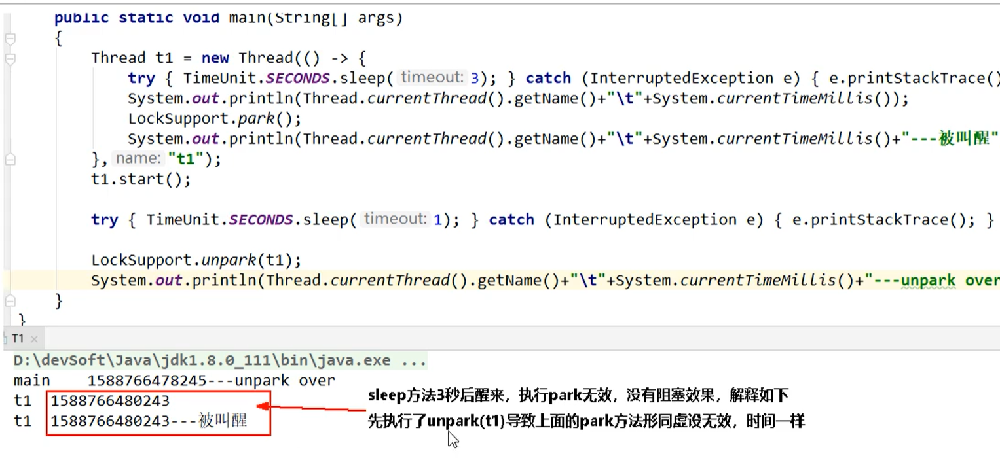 public static void main(String[] args)
{
Thread t1 = new Thread(() -> {
try { TimeUnit.SECONDS.sleep( timeout: 3); } catch (InterruptedException e) { e.printStackTrace()
System.out.println(Thread.currentThread().getName()+"\t"+System.currentTimeMillis());
LockSupport.park();
System.out.println(Thread.currentThread().getName()+"\t"+System.currentTimeMillis()+"---被叫醒"
}, name: "t1");
t1.start();
try { TimeUnit.SECONDS.sleep( timeout: 1); } catch (InterruptedException e) { e.printStackTrace(); }
LockSupport.unpark(t1);
System.out.println(Thread.currentThread().getName()+"\t"+System.currentTimeMillis()+"---unpark over
}
}
T1
D:\devSoft\Java\jdk1.8.0_111\bin\java.exe ...
main 1588766478245---unpark over
t1 1588766480243
t1 1588766480243---被叫醒
sleep方法3秒后醒来，执行park无效，没有阻塞效果，解释如下
先执行了unpark(t1)导致上面的park方法形同虚设无效，时间一样